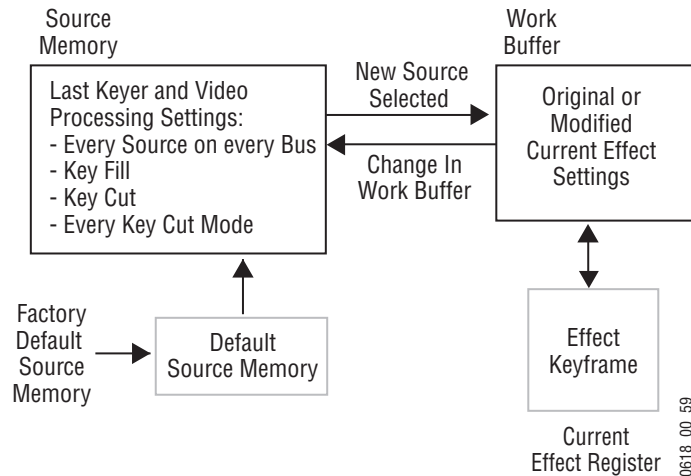 Source
Memory
Last Keyer and Video
Processing Settings:
- Every Source on every Bus
- Key Fill
- Key Cut
- Every Key Cut Mode
New Source
Selected
Change In
Work Buffer
Work
Buffer
Original or
Modified
Current Effect
Settings
Factory
Default
Source
Memory
Default
Source Memory
Effect
Keyframe
Current
Effect Register
0618_00_59